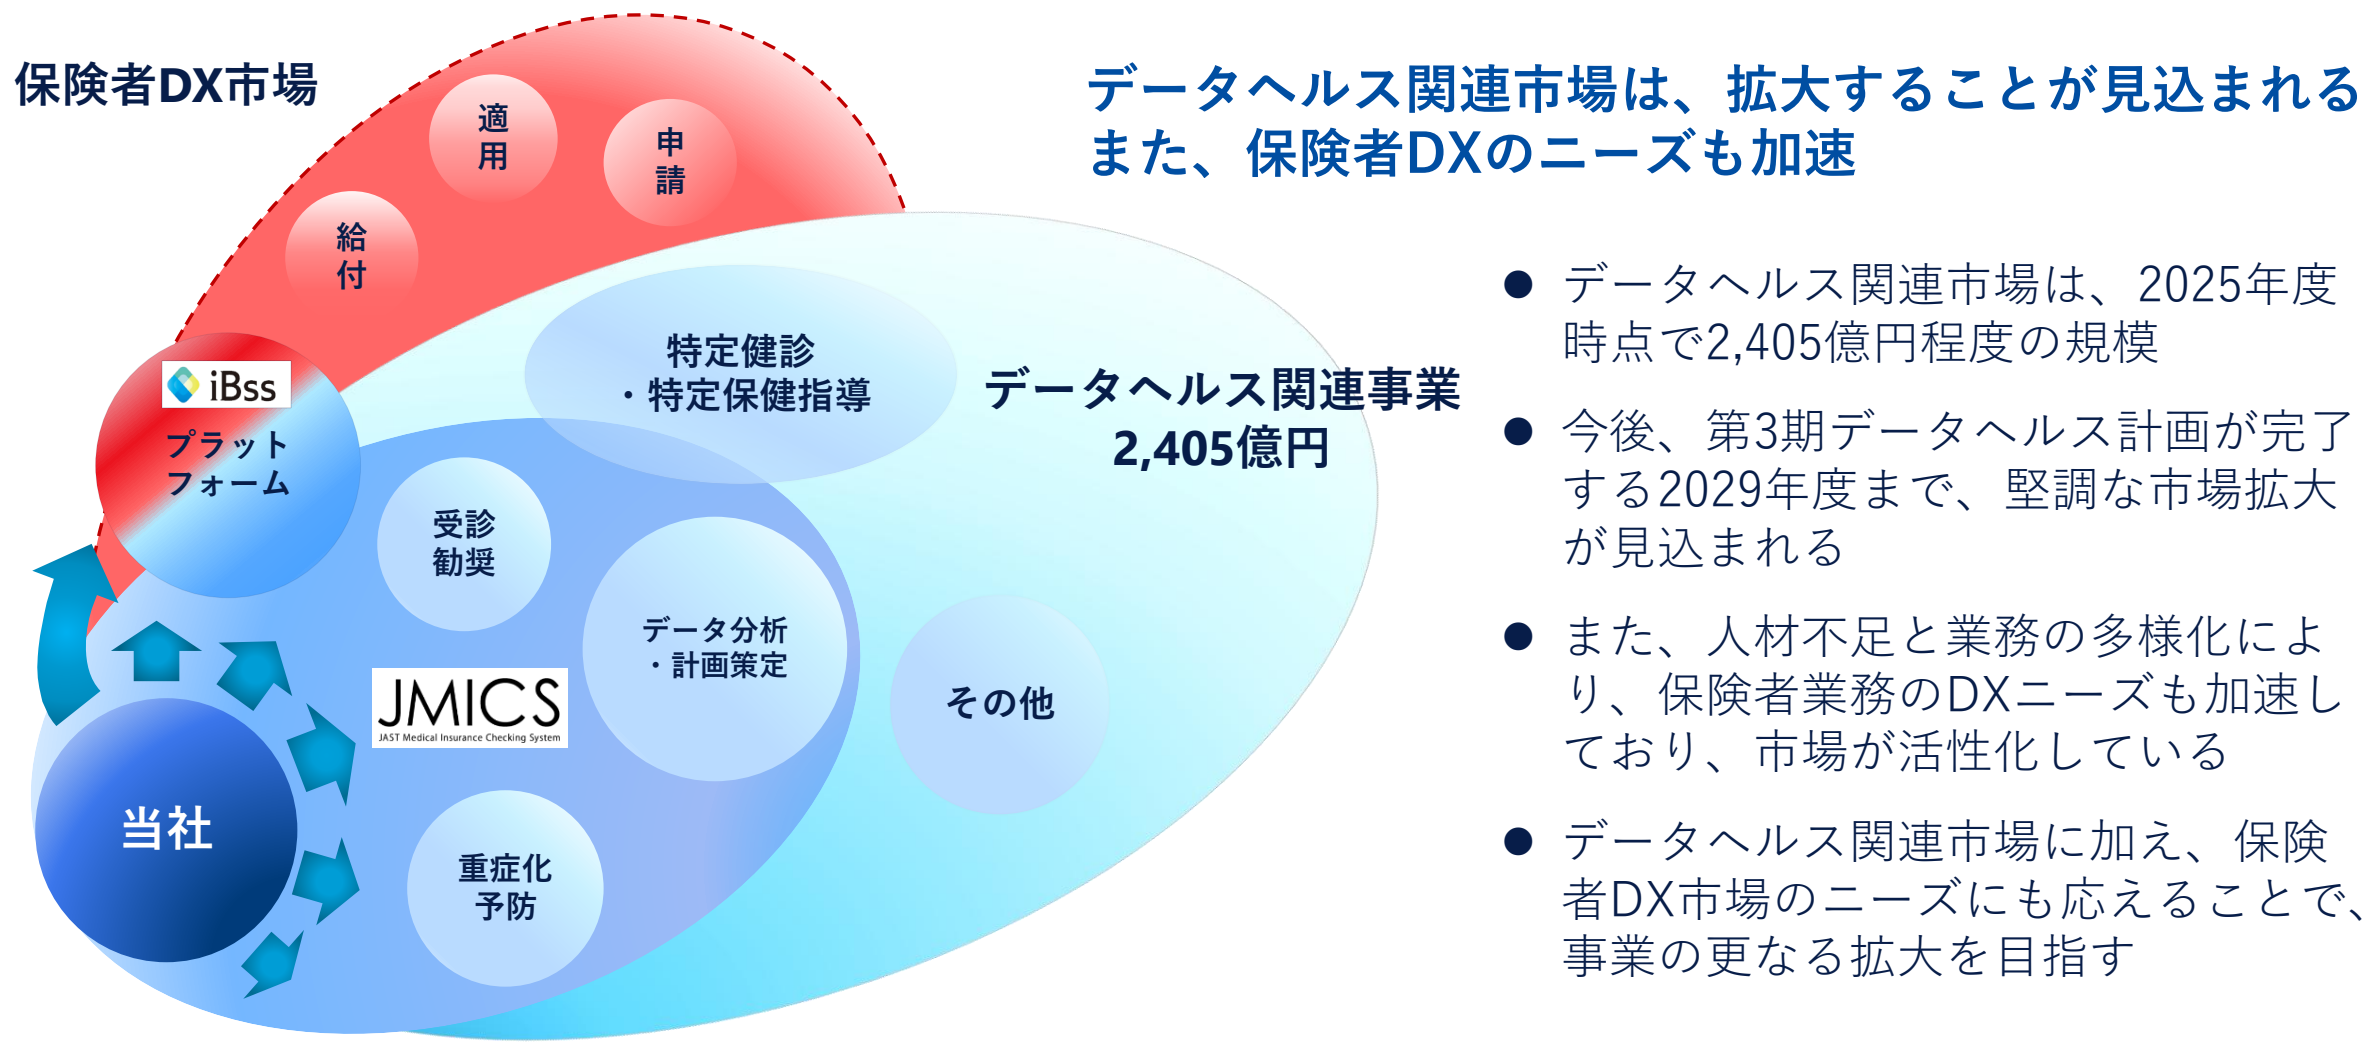 保険者DX市場
適
用
申
請
給
付
iBss
プラット
フォーム
特定健診
・特定保健指導
データヘルス関連事業
2,405億円
受診
勧奨
データ分析
・計画策定
JMICS
JAST Medical Insurance Checking System
その他
当社
重症化
予防
データヘルス関連市場は、拡大することが見込まれる
また、保険者DXのニーズも加速
● データヘルス関連市場は、2025年度
時点で2,405億円程度の規模
● 今後、第3期データヘルス計画が完了
する2029年度まで、堅調な市場拡大
が見込まれる
● また、人材不足と業務の多様化によ
り、保険者業務のDXニーズも加速し
ており、市場が活性化している
● データヘルス関連市場に加え、保険
者DX市場のニーズにも応えることで、
事業の更なる拡大を目指す